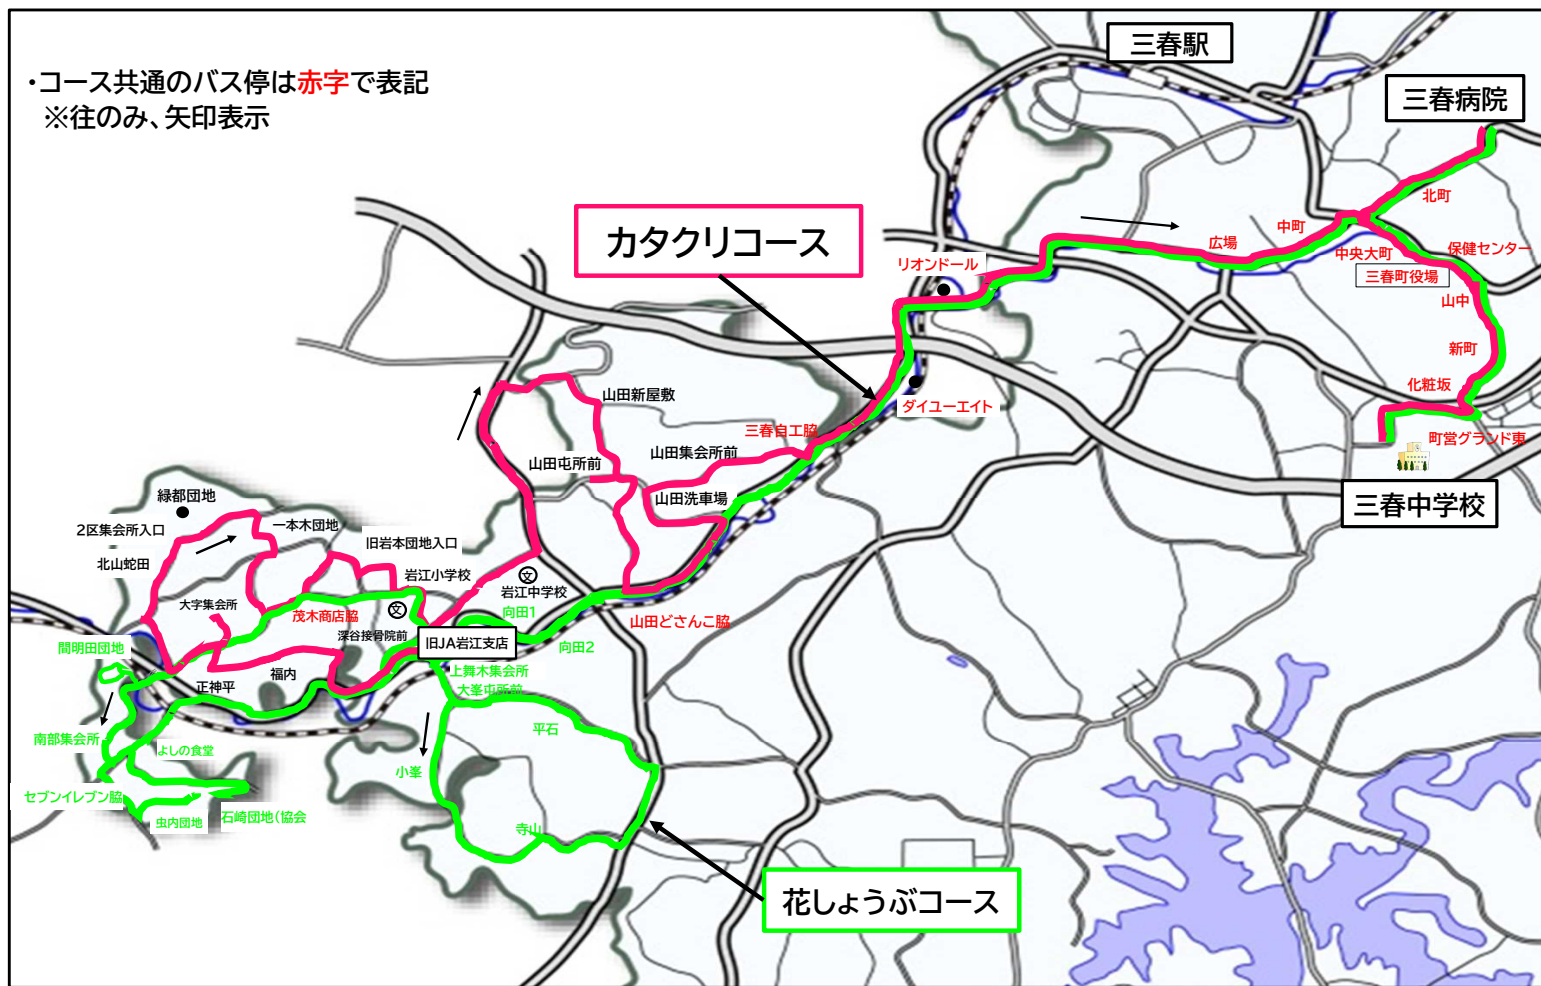 ・コース共通のバス停は赤字で表記
※往のみ、矢印表示
三春駅
三春病院
北町
中町
広場
中央大町
保健センター
三春町役場
山中
新町
化粧坂
町営グランド東
三春中学校
カタクリコース
リオンドール
ダイユーエイト
三春自工脇
山田新屋敷
山田集会所前
山田屯所前
山田洗車場
緑都団地
2区集会所入口
一本木団地
北山蛇田
旧岩本団地入口
岩江小学校
文
岩江中学校
文
大字集会所
茂木商店脇
深谷接骨院前
旧JA岩江支店
向田1
向田2
山田どさんこ脇
間明田団地
正神平
福内
上舞木集会所
大峯屯所前
平石
小峯
寺山
南部集会所
よしの食堂
セブンイレブン脇
虫内団地
石崎団地(協会
花しょうぶコース